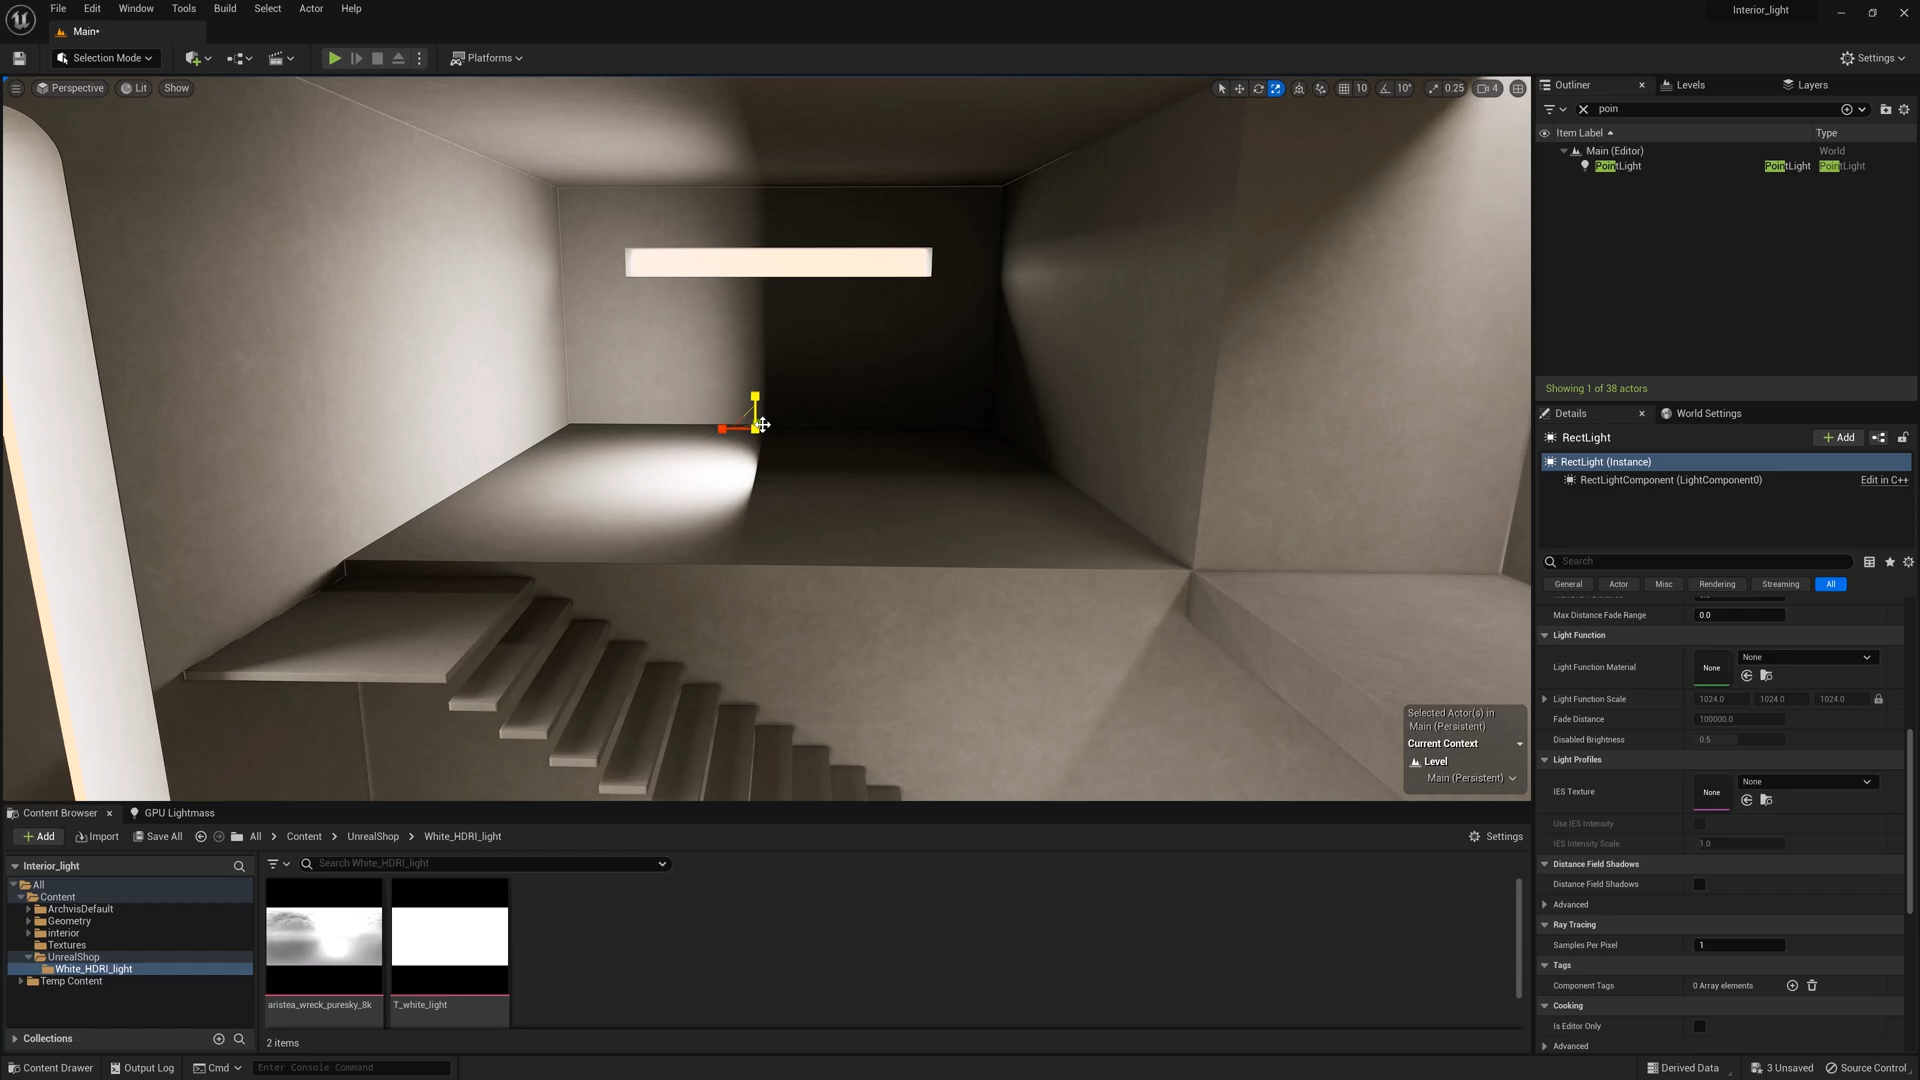 File Edit Window Tools Build Select Actor Help
Interior_light
Main*
Selection Mode
Platforms
Settings
Perspective Lit Show
10 10° 0.25 4
Outliner Levels Layers
poin
Item Label Type
Main (Editor) World
PointLight PointLight PointLight
Showing 1 of 38 actors
Details World Settings
RectLight
Add
RectLight (Instance)
RectLightComponent (LightComponent0) Edit in C++
Search
General Actor Misc Rendering Streaming All
Max Distance Fade Range 0.0
Light Function
Light Function Material None None
Light Function Scale 1024.0 1024.0 1024.0
Fade Distance 100000.0
Disabled Brightness 0.5
Light Profiles
IES Texture None None
Use IES Intensity
IES Intensity Scale 1.0
Distance Field Shadows
Distance Field Shadows
Advanced
Ray Tracing
Samples Per Pixel 1
Tags
Component Tags 0 Array elements
Cooking
Is Editor Only
Advanced
Selected Actor(s) in
Main (Persistent)
Current Context
Level
Main (Persistent)
Content Browser GPU Lightmass
Add Import Save All All Content UnrealShop White_HDRI_light Settings
Interior_light
Search White_HDRI_light
All
Content
ArchvisDefault
Geometry
interior
Textures
UnrealShop
White_HDRI_light
Temp Content
Collections
aristea_wreck_puresky_8k
T_white_light
2 items
Content Drawer Output Log Cmd Enter Console Command
Derived Data 3 Unsaved Source Control